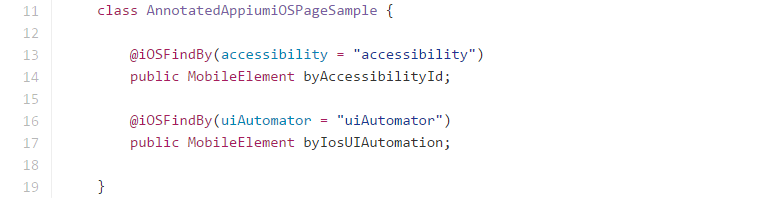 11 class AnnotatedAppiumiOSPageSample {
12
13 @iOSFindBy(accessibility = "accessibility")
14 public MobileElement byAccessibilityId;
15
16 @iOSFindBy(uiAutomator = "uiAutomator")
17 public MobileElement byIosUIAutomation;
18
19 }